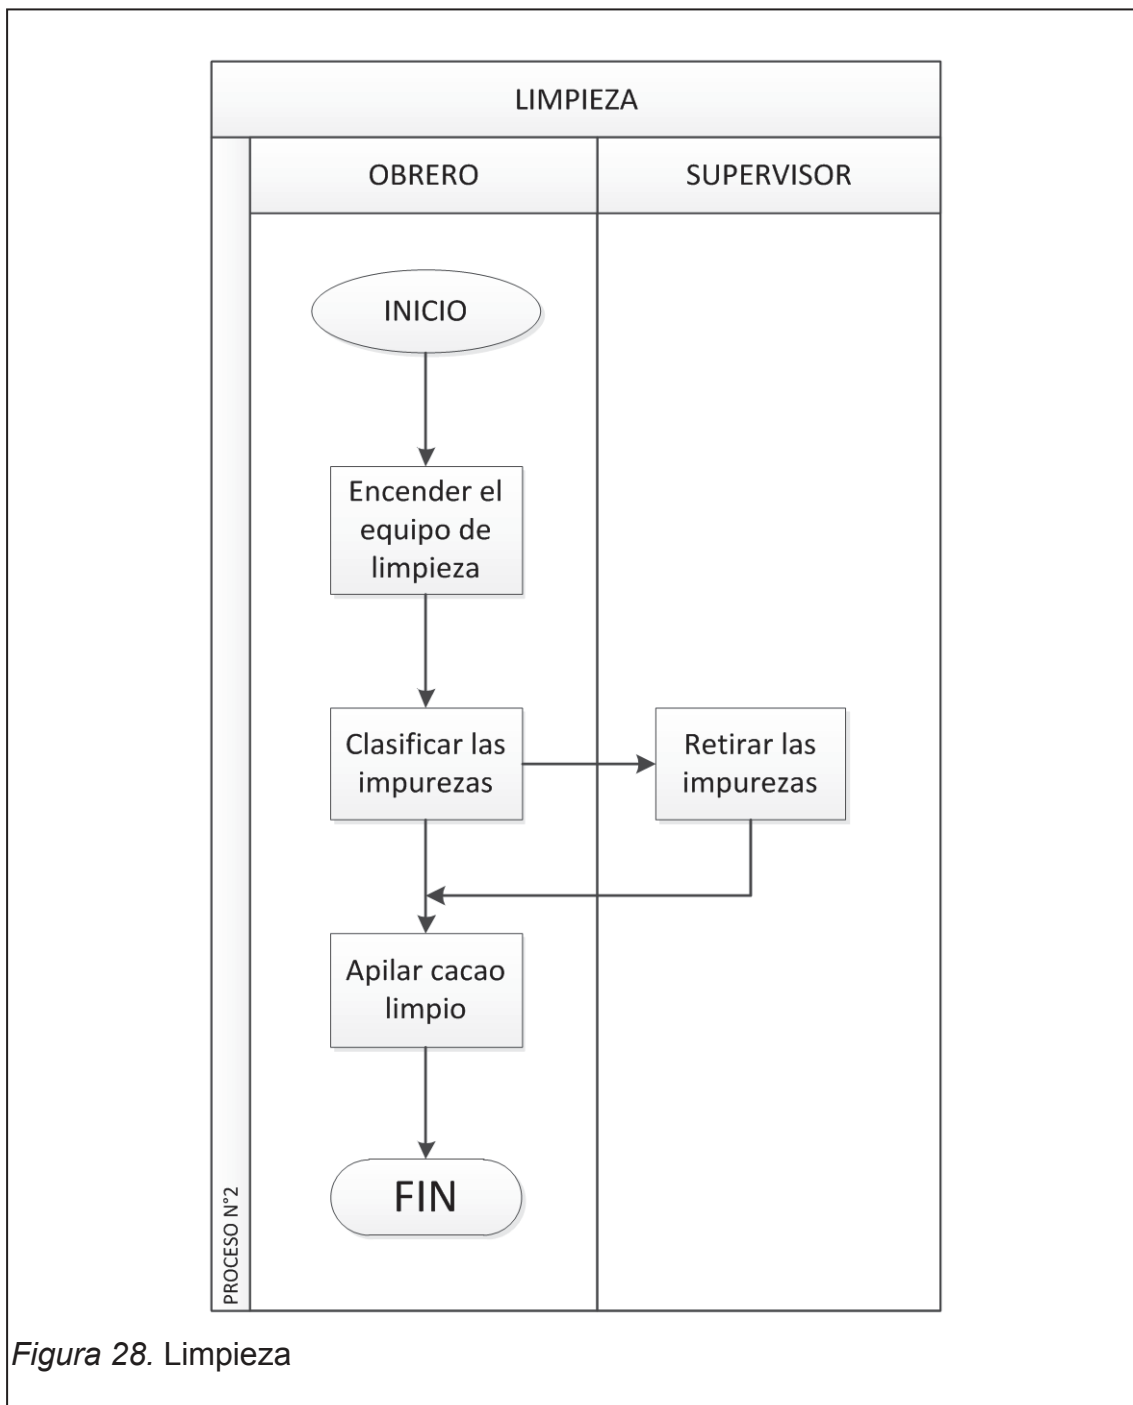 LIMPIEZA
OBRERO
SUPERVISOR
INICIO
Encender el
equipo de
limpieza
Clasificar las
impurezas
Retirar las
impurezas
Apilar cacao
limpio
FIN
PROCESO N°2
Figura 28. Limpieza